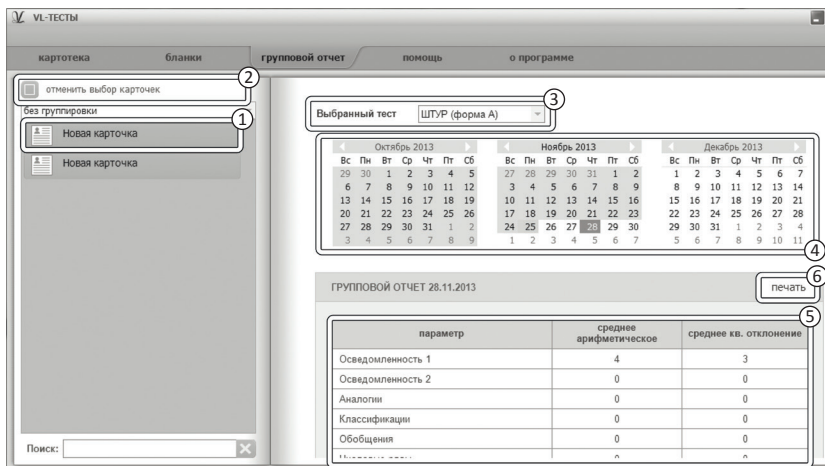 VL-ТЕСТЫ
картотека бланки групповой отчет помощь о программе
2
отменить выбор карточек
без группировки
1
Новая карточка
Новая карточка
Поиск:
3
Выбранный тест ШТУР (форма А)
Октябрь 2013 Ноябрь 2013 Декабрь 2013
Вс Пн Вт Ср Чт Пт Сб Вс Пн Вт Ср Чт Пт Сб Вс Пн Вт Ср Чт Пт Сб
29 30 1 2 3 4 5 27 28 29 30 31 1 2 1 2 3 4 5 6 7
6 7 8 9 10 11 12 3 4 5 6 7 8 9 8 9 10 11 12 13 14
13 14 15 16 17 18 19 10 11 12 13 14 15 16 15 16 17 18 19 20 21
20 21 22 23 24 25 26 17 18 19 20 21 22 23 22 23 24 25 26 27 28
27 28 29 30 31 1 2 24 25 26 27 28 29 30 29 30 31 1 2 3 4
3 4 5 6 7 8 9 1 2 3 4 5 6 7 5 6 7 8 9 10 11
4
ГРУППОВОЙ ОТЧЕТ 28.11.2013 печать
6
5
параметр среднее арифметическое среднее кв. отклонение
Осведомленность 1 4 3
Осведомленность 2 0 0
Аналогии 0 0
Классификации 0 0
Обобщения 0 0
0 0